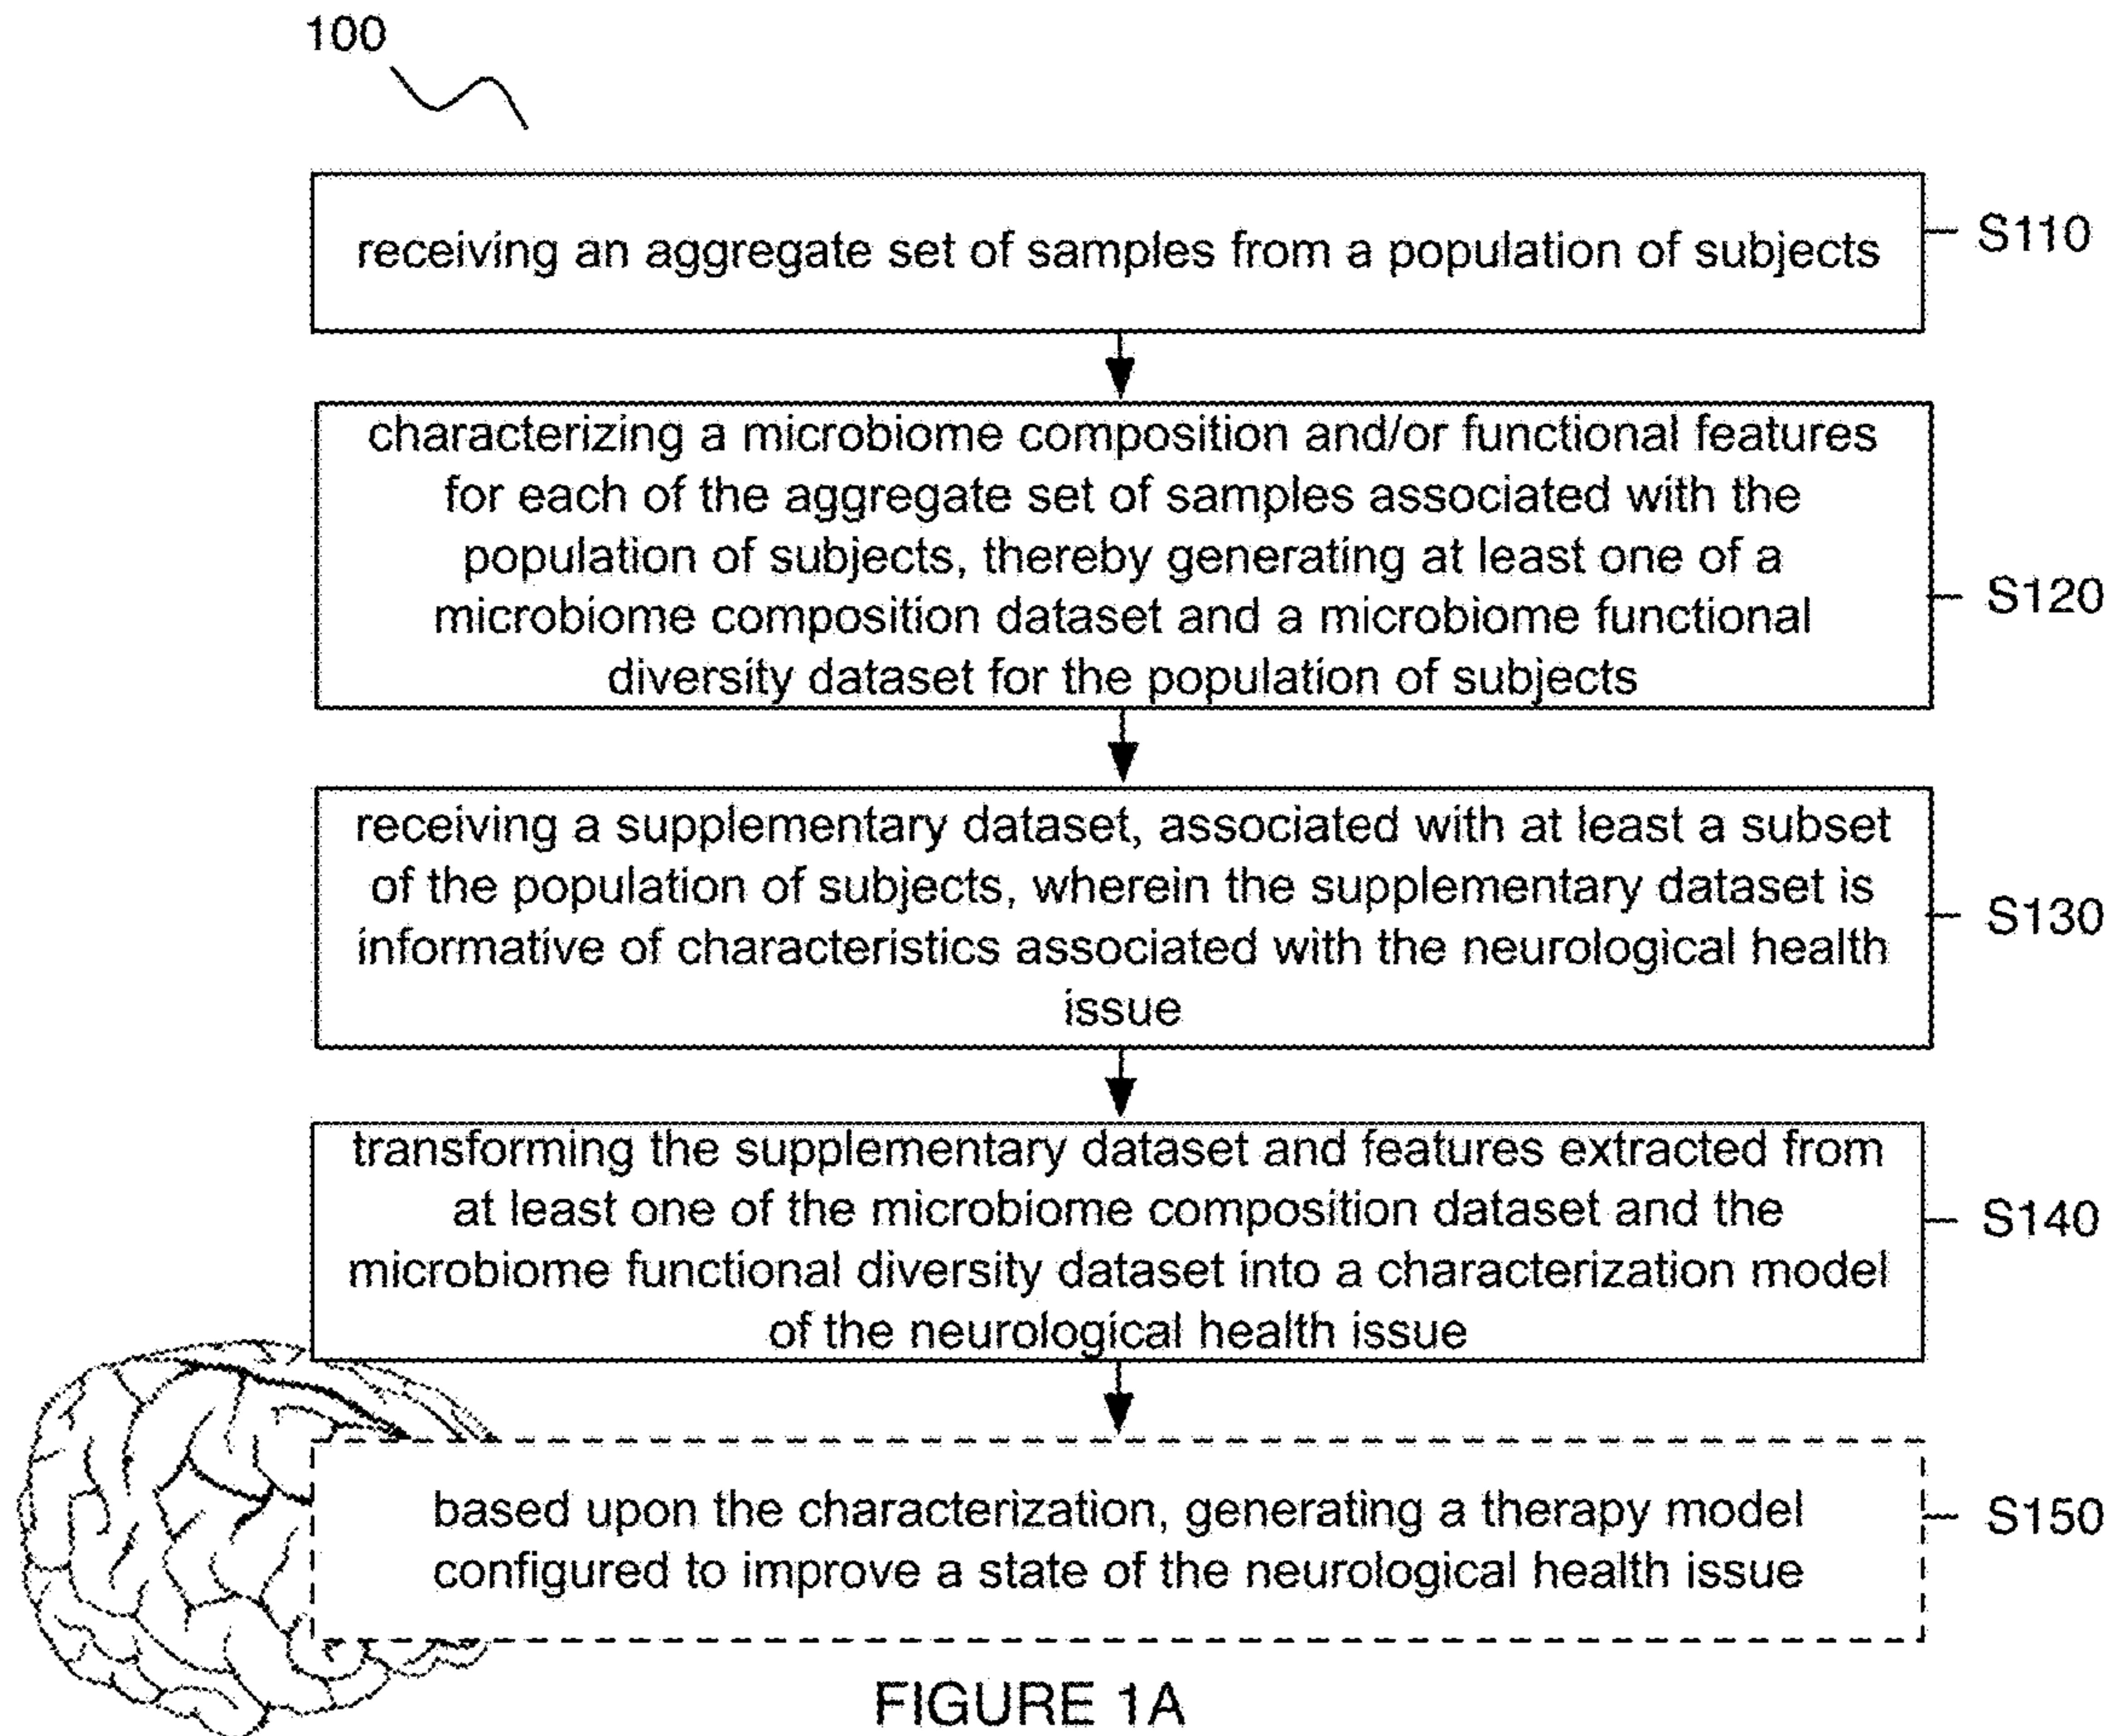 100
receiving an aggregate set of samples from a population of subjects
S110
characterizing a microbiome composition and/or functional features
for each of the aggregate set of samples associated with the
population of subjects, thereby generating at least one of a
microbiome composition dataset and a microbiome functional
diversity dataset for the population of subjects
S120
receiving a supplementary dataset, associated with at least a subset
of the population of subjects, wherein the supplementary dataset is
informative of characteristics associated with the neurological health
issue
S130
transforming the supplementary dataset and features extracted from
at least one of the microbiome composition dataset and the
microbiome functional diversity dataset into a characterization model
of the neurological health issue
S140
based upon the characterization, generating a therapy model
configured to improve a state of the neurological health issue
S150
FIGURE 1A